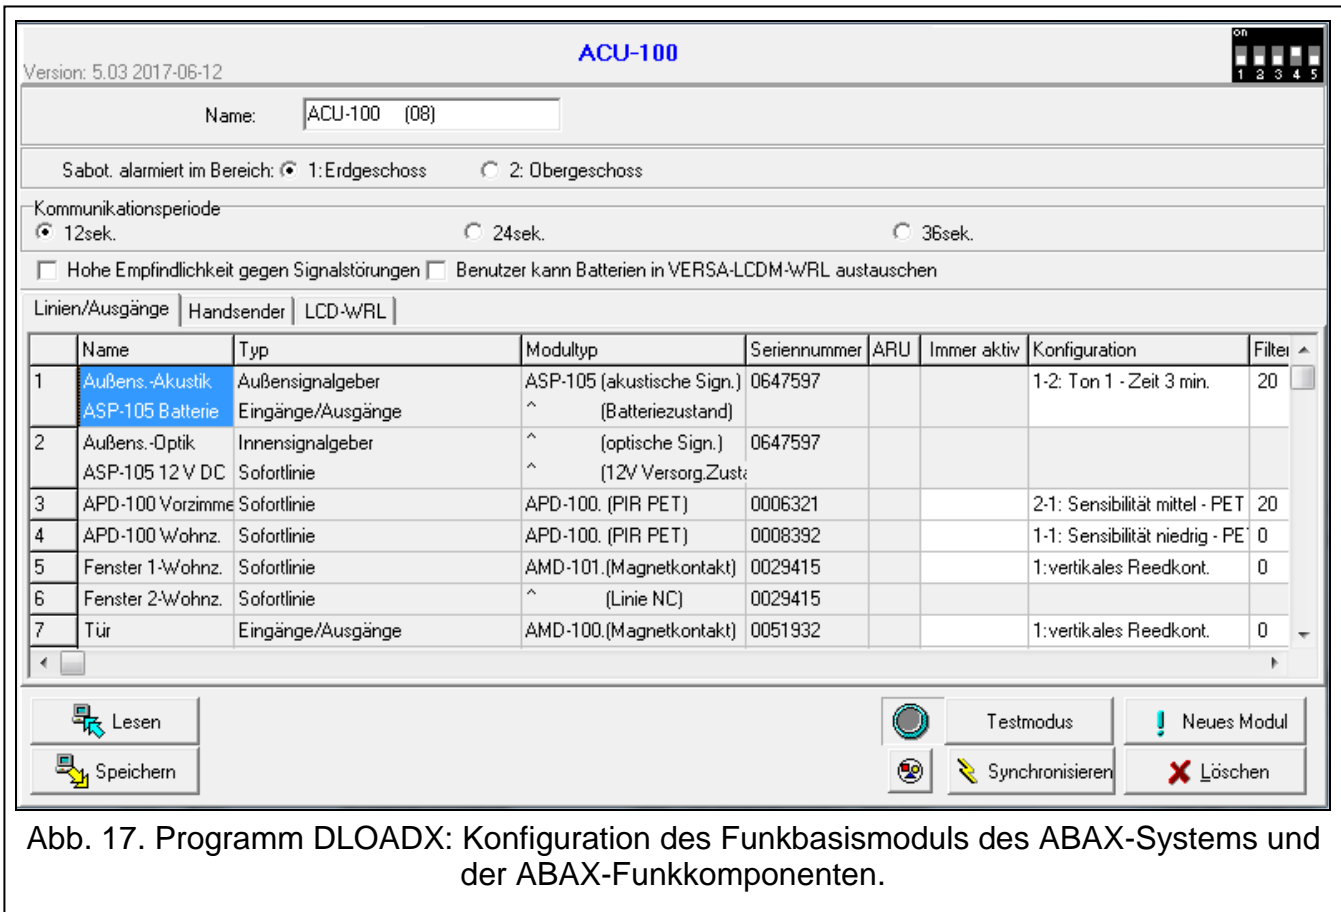 ACU-100
on
1 2 3 4 5
Version: 5.03 2017-06-12
Name: ACU-100 (08)
Sabot. alarmiert im Bereich: 1:Erdgeschoss 2: Obergeschoss
Kommunikationsperiode
12sek. 24sek. 36sek.
Hohe Empfindlichkeit gegen Signalstörungen Benutzer kann Batterien in VERSA-LCDM-WRL austauschen
Linien/Ausgänge Handsender LCD-WRL
Name Typ Modultyp Seriennummer ARU Immer aktiv Konfiguration Filter
1 Außens.-Akustik Außensignalgeber ASP-105 (akustische Sign.) 0647597 1-2: Ton 1 - Zeit 3 min. 20
ASP-105 Batterie Eingänge/Ausgänge ^ (Batteriezustand)
2 Außens.-Optik Innensignalgeber ^ (optische Sign.) 0647597
ASP-105 12 V DC Sofortlinie ^ (12V Versorg.Zusta
3 APD-100 Vorzimme Sofortlinie APD-100. (PIR PET) 0006321 2-1: Sensibilität mittel - PET 20
4 APD-100 Wohnz. Sofortlinie APD-100. (PIR PET) 0008392 1-1: Sensibilität niedrig - PET 0
5 Fenster 1-Wohnz. Sofortlinie AMD-101.(Magnetkontakt) 0029415 1:vertikales Reedkont. 0
6 Fenster 2-Wohnz. Sofortlinie ^ (Linie NC) 0029415
7 Tür Eingänge/Ausgänge AMD-100.(Magnetkontakt) 0051932 1:vertikales Reedkont. 0
Lesen Testmodus Neues Modul
Speichern Synchronisieren Löschen
Abb. 17. Programm DLOADX: Konfiguration des Funkbasismoduls des ABAX-Systems und
der ABAX-Funkkomponenten.